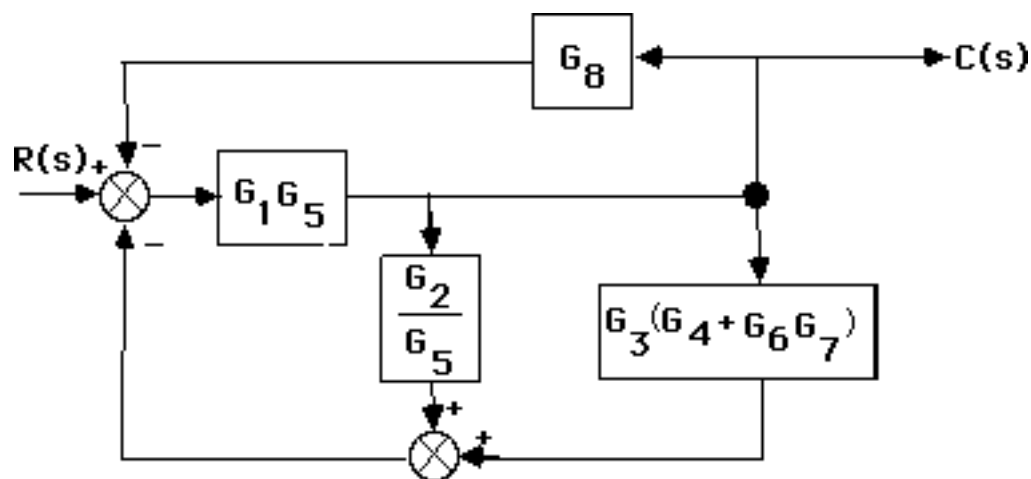 G₈
C(s)
−
R(s) +
G₁G₅
−
G₂
G₅
G₃(G₄+G₆G₇)
+
+